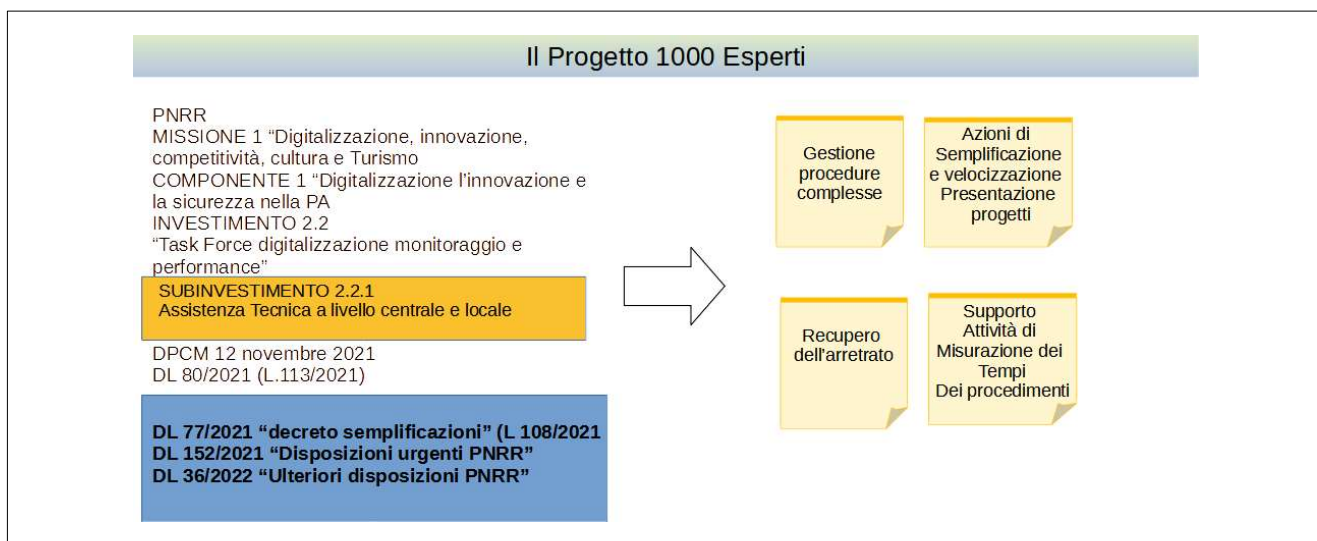 Il Progetto 1000 Esperti
PNRR
MISSIONE 1 “Digitalizzazione, innovazione,
competitività, cultura e Turismo
COMPONENTE 1 “Digitalizzazione l’innovazione e
la sicurezza nella PA
INVESTIMENTO 2.2
“Task Force digitalizzazione monitoraggio e
performance”
SUBINVESTIMENTO 2.2.1
Assistenza Tecnica a livello centrale e locale
DPCM 12 novembre 2021
DL 80/2021 (L.113/2021)
DL 77/2021 “decreto semplificazioni” (L 108/2021
DL 152/2021 “Disposizioni urgenti PNRR”
DL 36/2022 “Ulteriori disposizioni PNRR”
Gestione
procedure
complesse
Azioni di
Semplificazione
e velocizzazione
Presentazione
progetti
Recupero
dell’arretrato
Supporto
Attività di
Misurazione dei
Tempi
Dei procedimenti